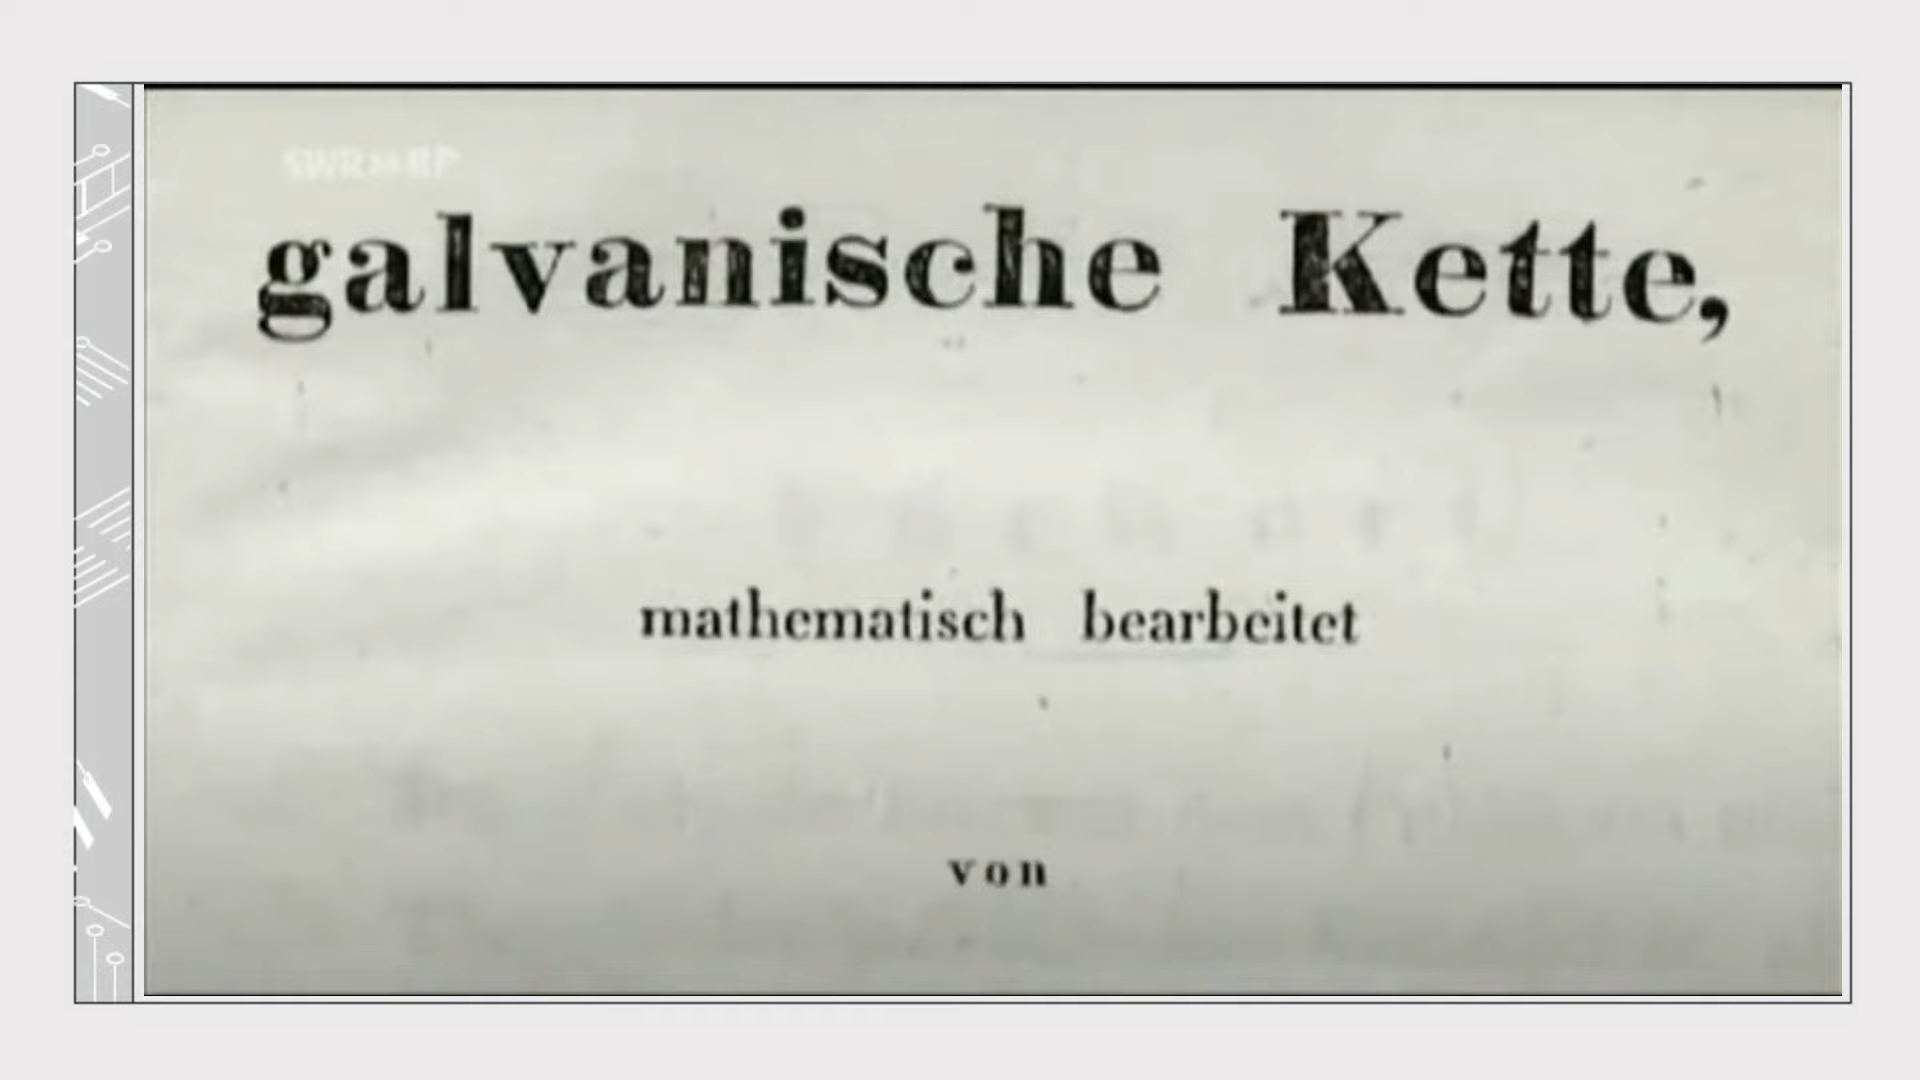 galvanische Kette,
mathematisch bearbeitet
von